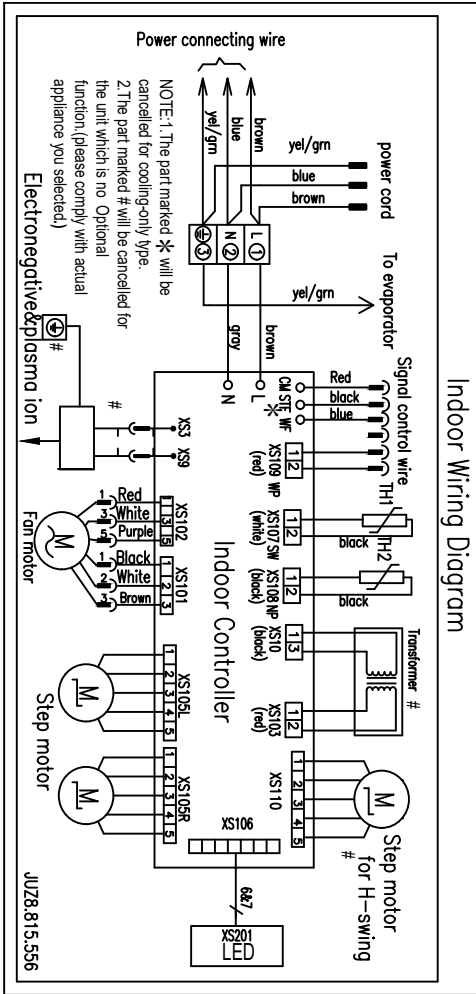 Indoor Wiring Diagram
Power connecting wire
yel/grn
blue
brown
yel/grn
blue
brown
power cord
3
N 2
L 1
NOTE:1.The part marked ※ will be
cancelled for cooling-only type.
2.The part marked # will be cancelled for
the unit which is no Optional
function.(please comply with actual
appliance you selected.)
yel/grn
To evaporator
gray
brown
N
L
CM
STE
WF
※
Red
black
blue
Signal control wire
Electronegative&plasma ion
#
#
XS3
XS9
XS109 WP
(red)
1 2
TH1
XS107 SW
(white)
1 2
black
TH2
XS108 NP
(black)
1 2
black
Transformer #
XS10
(black)
1 3
XS103
(red)
1 2
Indoor Controller
Fan motor
M
1 Red
3 White
5 Purple
1 3 5
XS102
1 Black
2 White
3 Brown
1 2 3
XS101
Step motor
M
1 2 3 4 5
XS105L
M
1 2 3 4 5
XS105R
XS110
1 2 3 4 5
M
Step motor
for H-swing
#
XS106
6&7
XS201
LED
JUZ8.815.556